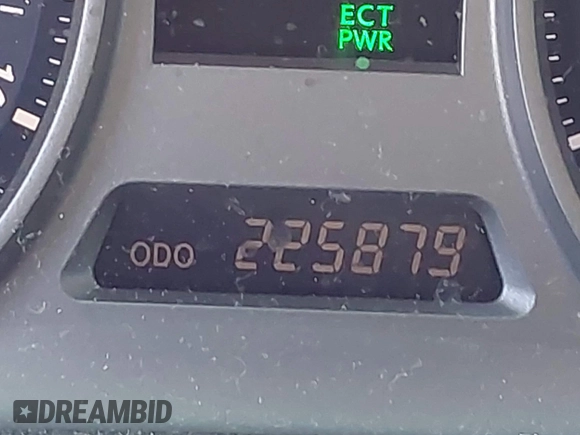 ECT
PWR
ODO 225879
DREAMBID